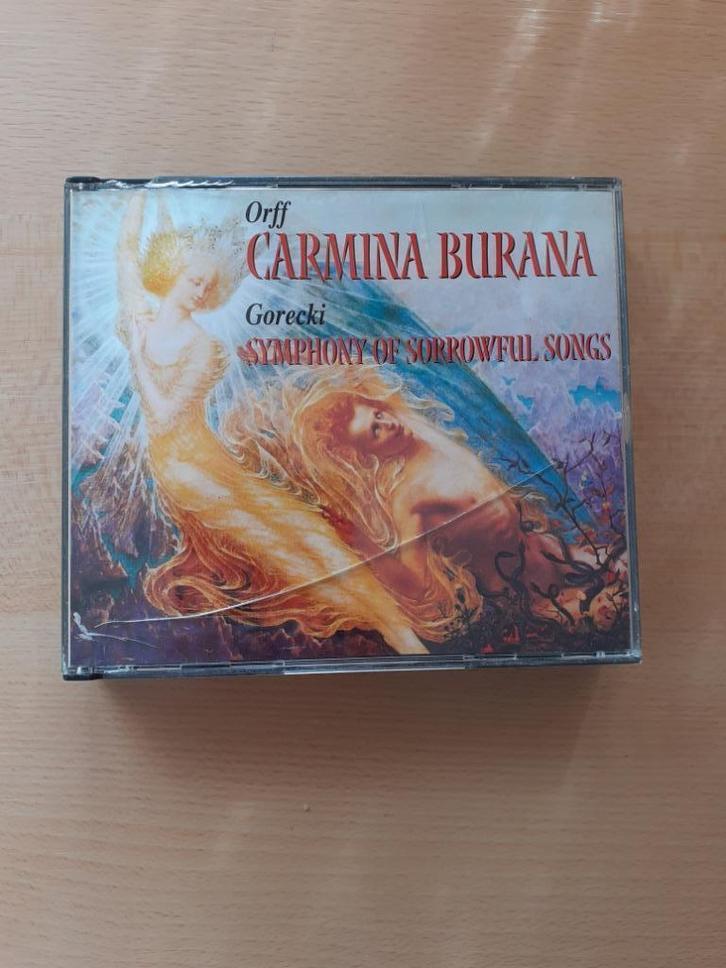 Orff
CARMINA BURANA
Gorecki
SYMPHONY OF SORROWFUL SONGS